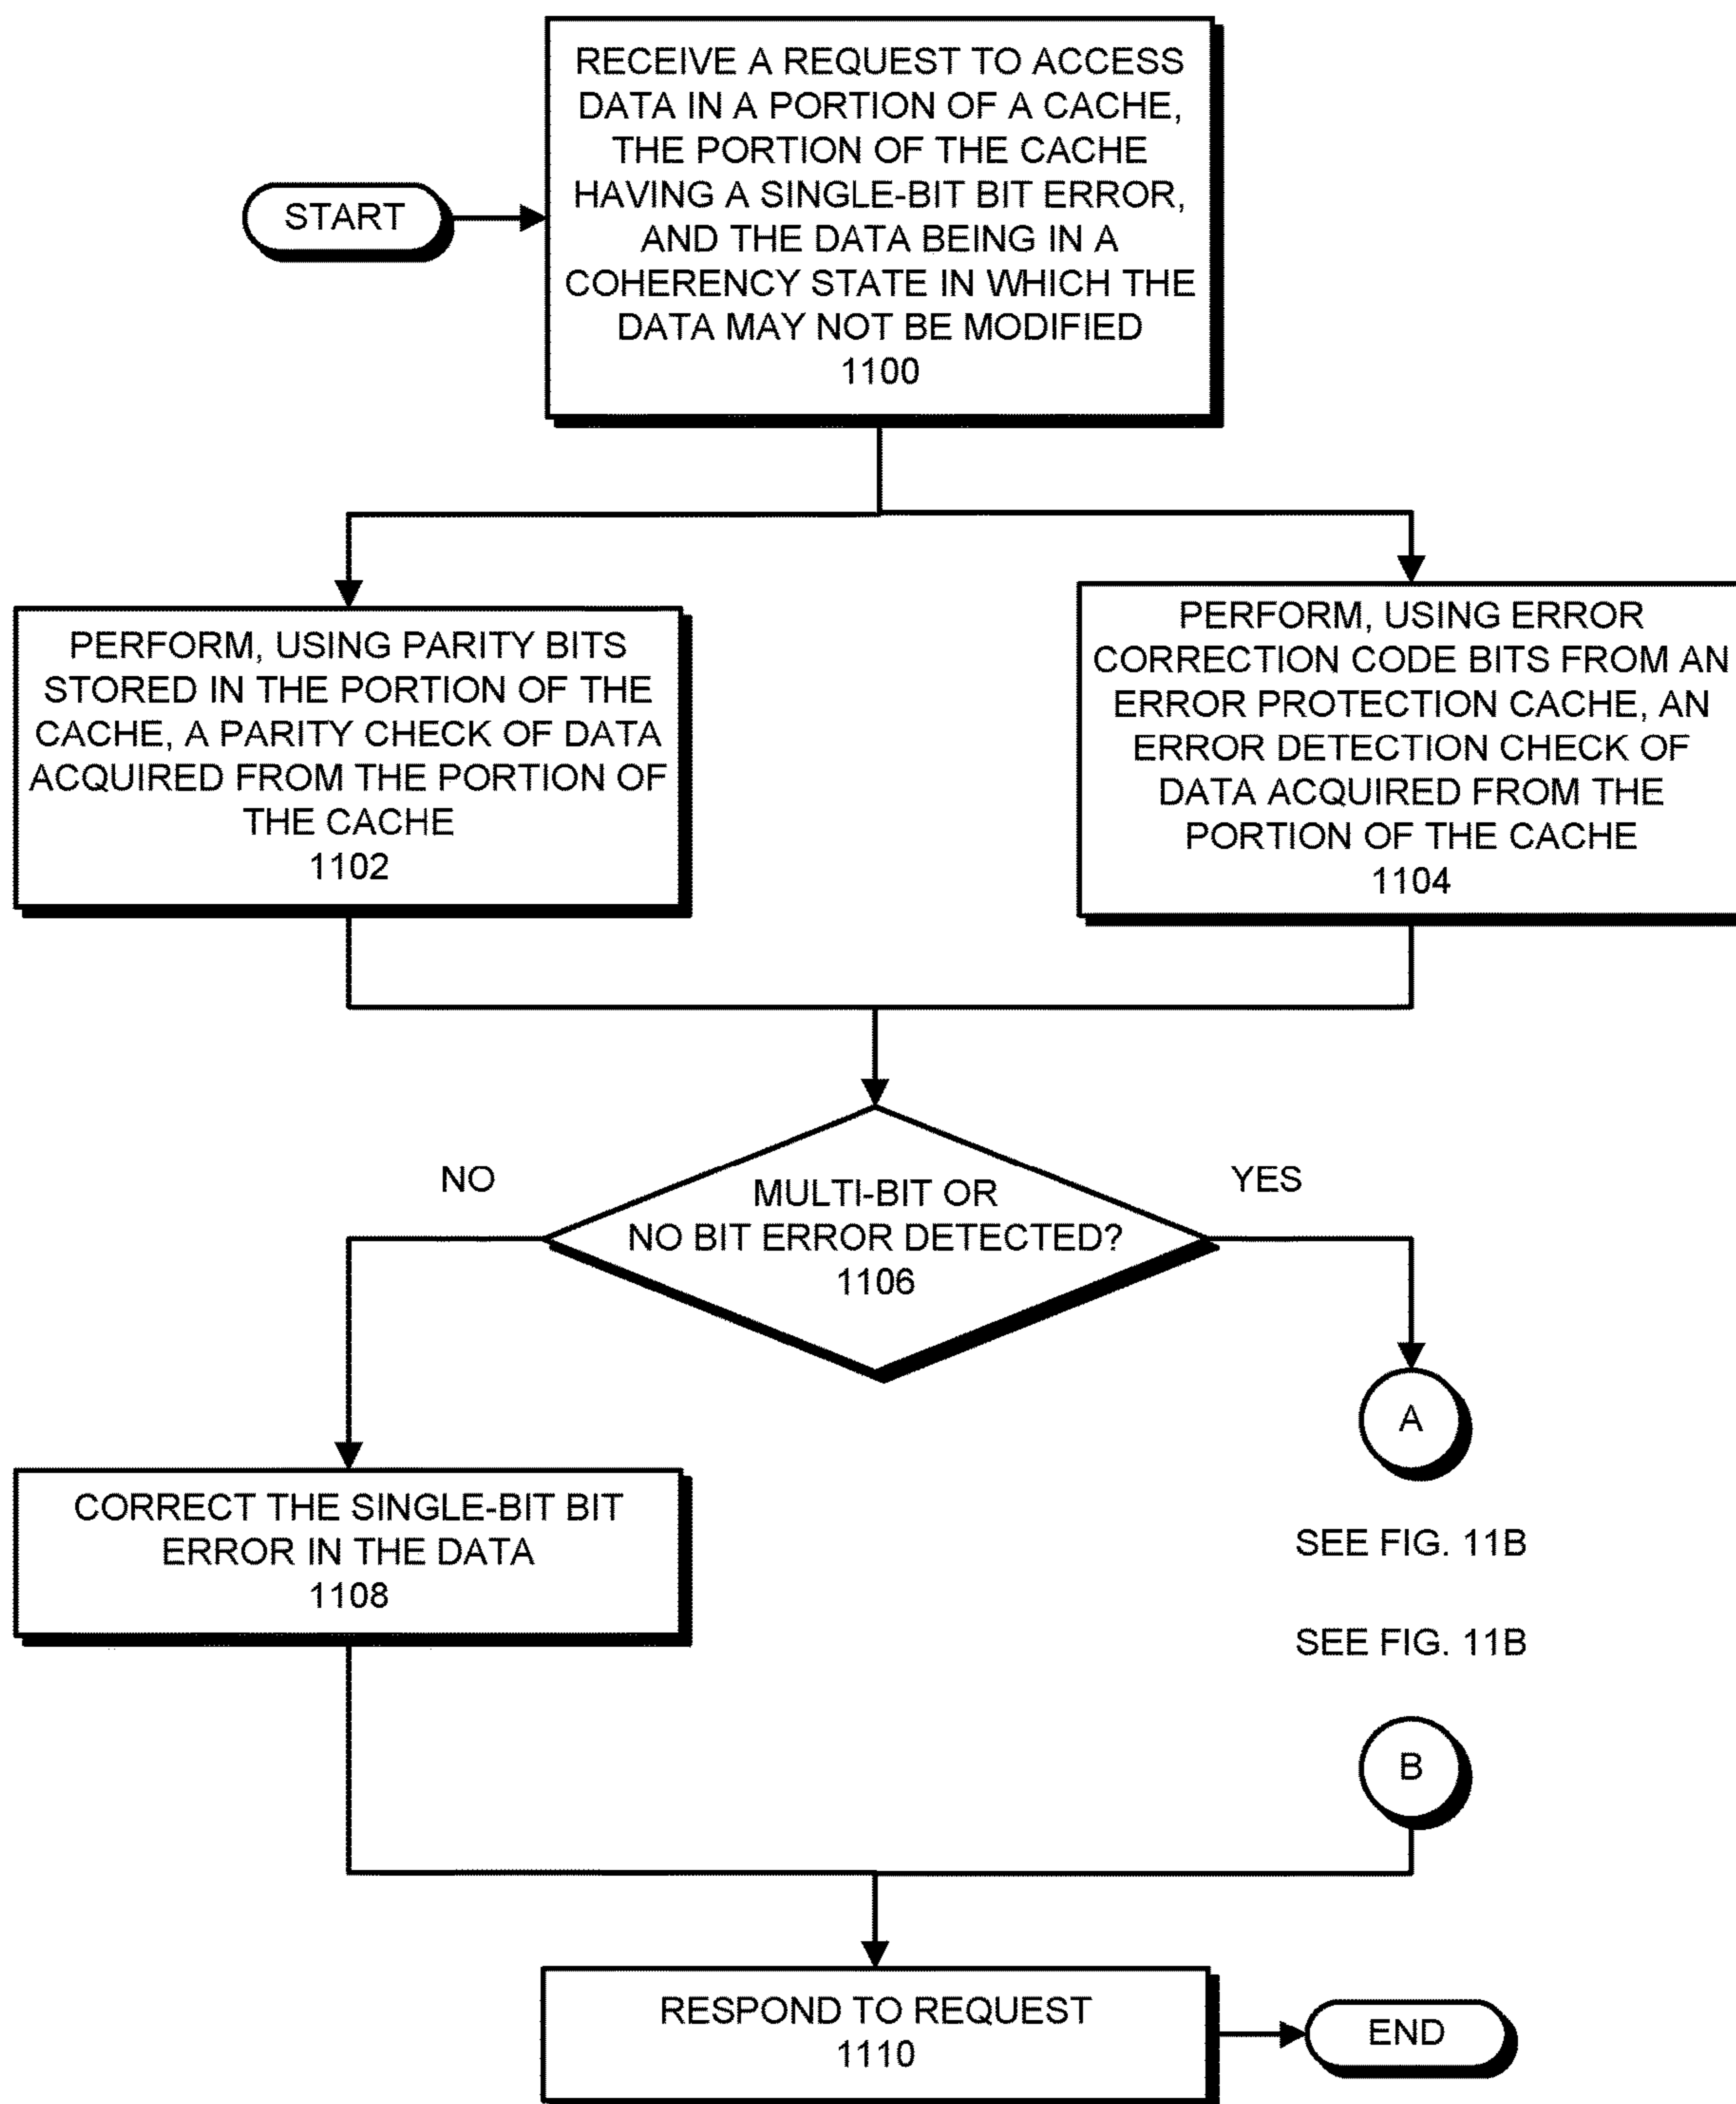 START
RECEIVE A REQUEST TO ACCESS
DATA IN A PORTION OF A CACHE,
THE PORTION OF THE CACHE
HAVING A SINGLE-BIT BIT ERROR,
AND THE DATA BEING IN A
COHERENCY STATE IN WHICH THE
DATA MAY NOT BE MODIFIED
1100
PERFORM, USING PARITY BITS
STORED IN THE PORTION OF THE
CACHE, A PARITY CHECK OF DATA
ACQUIRED FROM THE PORTION OF
THE CACHE
1102
PERFORM, USING ERROR
CORRECTION CODE BITS FROM AN
ERROR PROTECTION CACHE, AN
ERROR DETECTION CHECK OF
DATA ACQUIRED FROM THE
PORTION OF THE CACHE
1104
NO
MULTI-BIT OR
NO BIT ERROR DETECTED?
1106
YES
A
SEE FIG. 11B
CORRECT THE SINGLE-BIT BIT
ERROR IN THE DATA
1108
SEE FIG. 11B
B
RESPOND TO REQUEST
1110
END